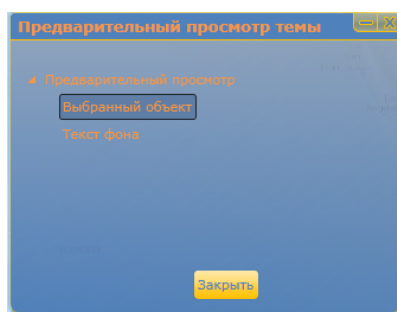 Предварительный просмотр темы
Предварительный просмотр
Выбранный объект
Текст фона
Закрыть